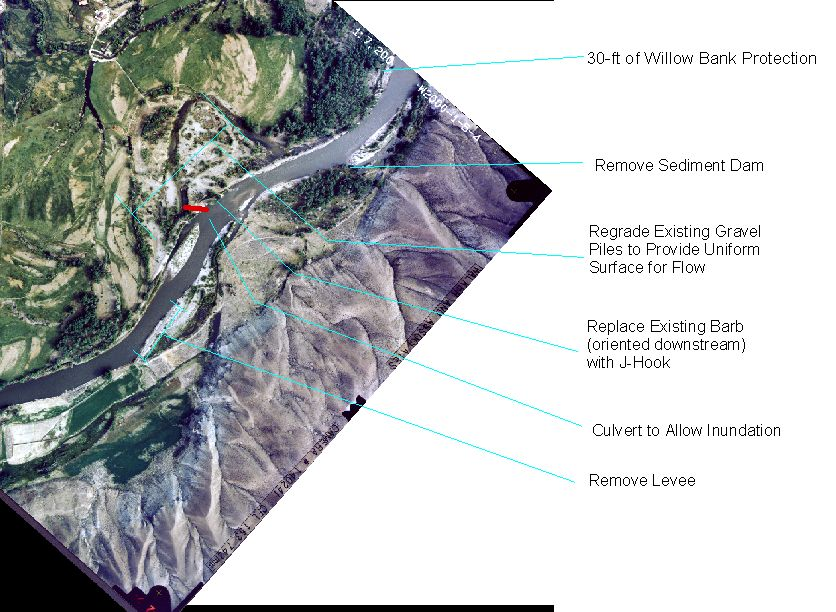 30-ft of Willow Bank Protection
Remove Sediment Dam
Regrade Existing Gravel
Piles to Provide Uniform
Surface for Flow
Replace Existing Barb
(oriented downstream)
with J-Hook
Culvert to Allow Inundation
Remove Levee